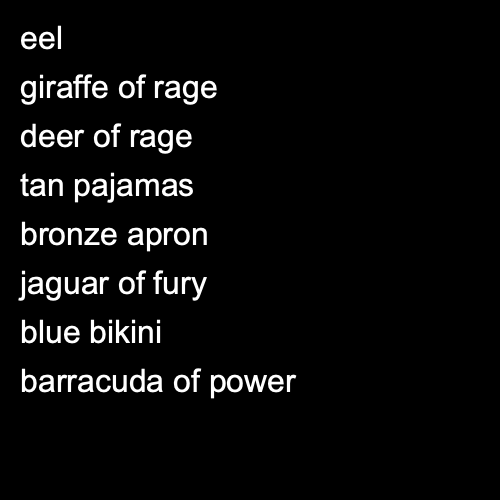 eel
giraffe of rage
deer of rage
tan pajamas
bronze apron
jaguar of fury
blue bikini
barracuda of power